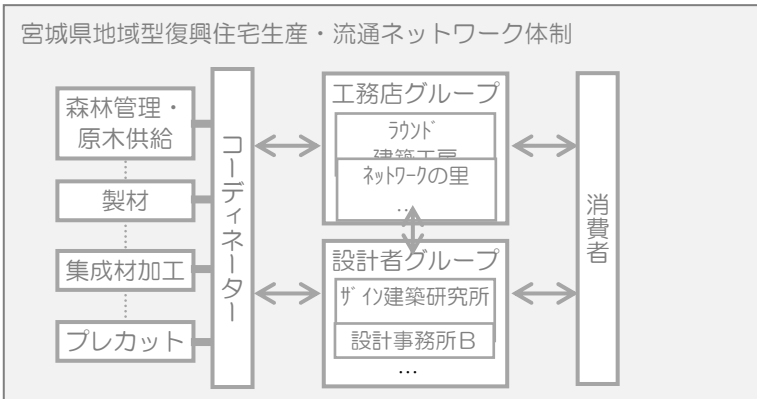 宮城県地域型復興住宅生産・流通ネットワーク体制
森林管理・
原木供給
製材
集成材加工
プレカット
コーディネーター
工務店グループ
ﾗｳﾝﾄﾞ
建築工房
ﾈｯﾄﾜｰｸの里
…
設計者グループ
ｻﾞｲﾝ建築研究所
設計事務所Ｂ
…
消費者